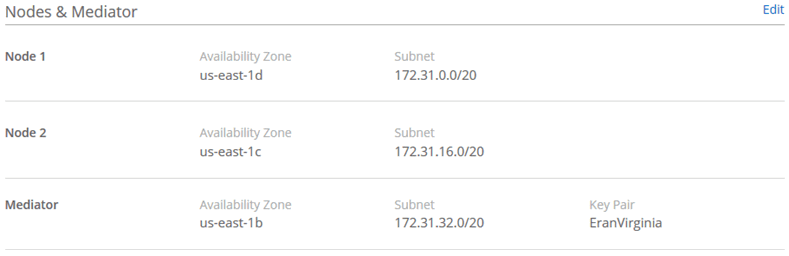 Nodes & Mediator
Edit
Node 1
Availability Zone
us-east-1d
Subnet
172.31.0.0/20
Node 2
Availability Zone
us-east-1c
Subnet
172.31.16.0/20
Mediator
Availability Zone
us-east-1b
Subnet
172.31.32.0/20
Key Pair
EranVirginia